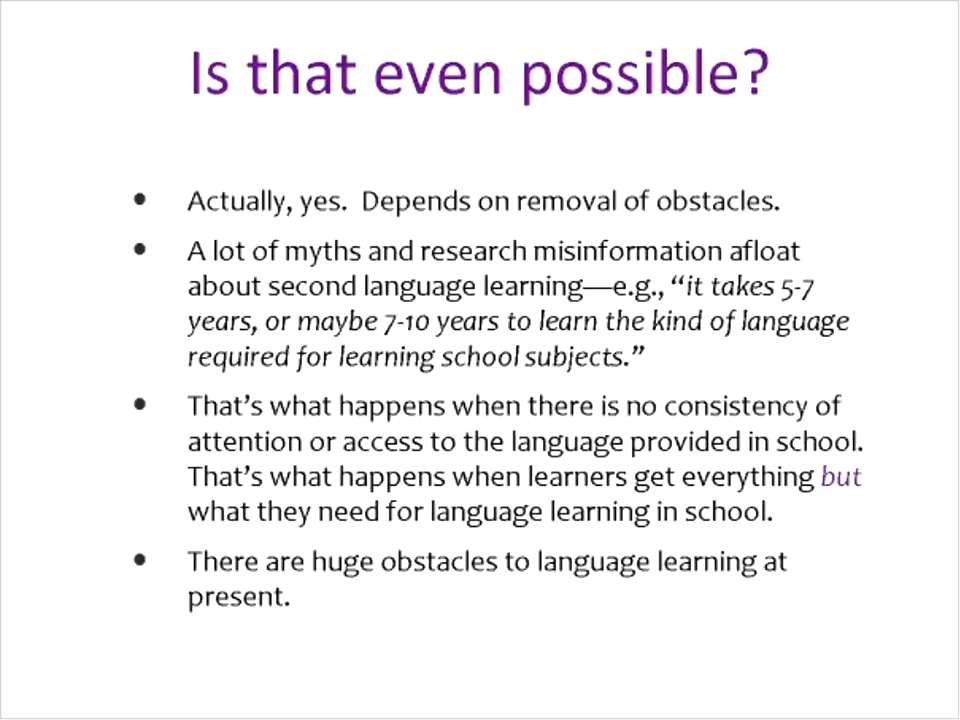 Is that even possible?
• Actually, yes.  Depends on removal of obstacles.
• A lot of myths and research misinformation afloat
about second language learning—e.g., “it takes 5-7
years, or maybe 7-10 years to learn the kind of language
required for learning school subjects.”
• That’s what happens when there is no consistency of
attention or access to the language provided in school.
That’s what happens when learners get everything but
what they need for language learning in school.
• There are huge obstacles to language learning at
present.